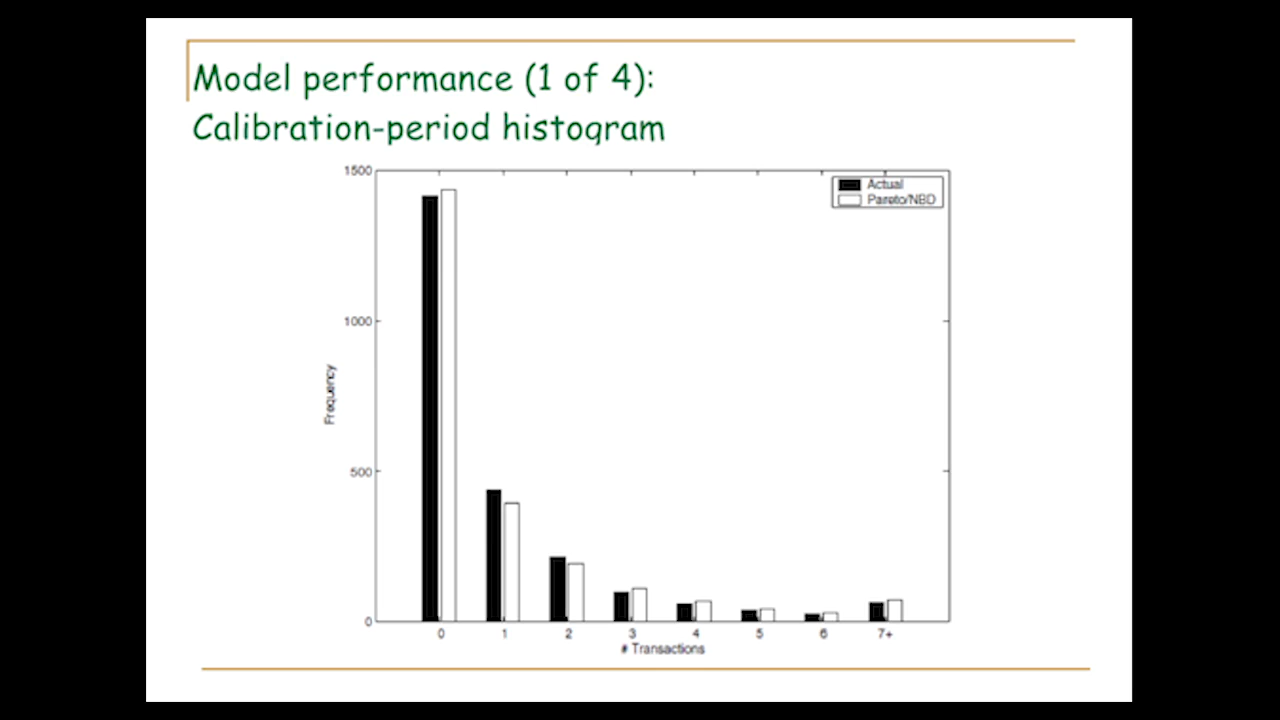 Model performance (1 of 4):
Calibration-period histogram
1500
Actual
Pareto/NBD
1000
Frequency
500
0
0 1 2 3 4 5 6 7+
# Transactions